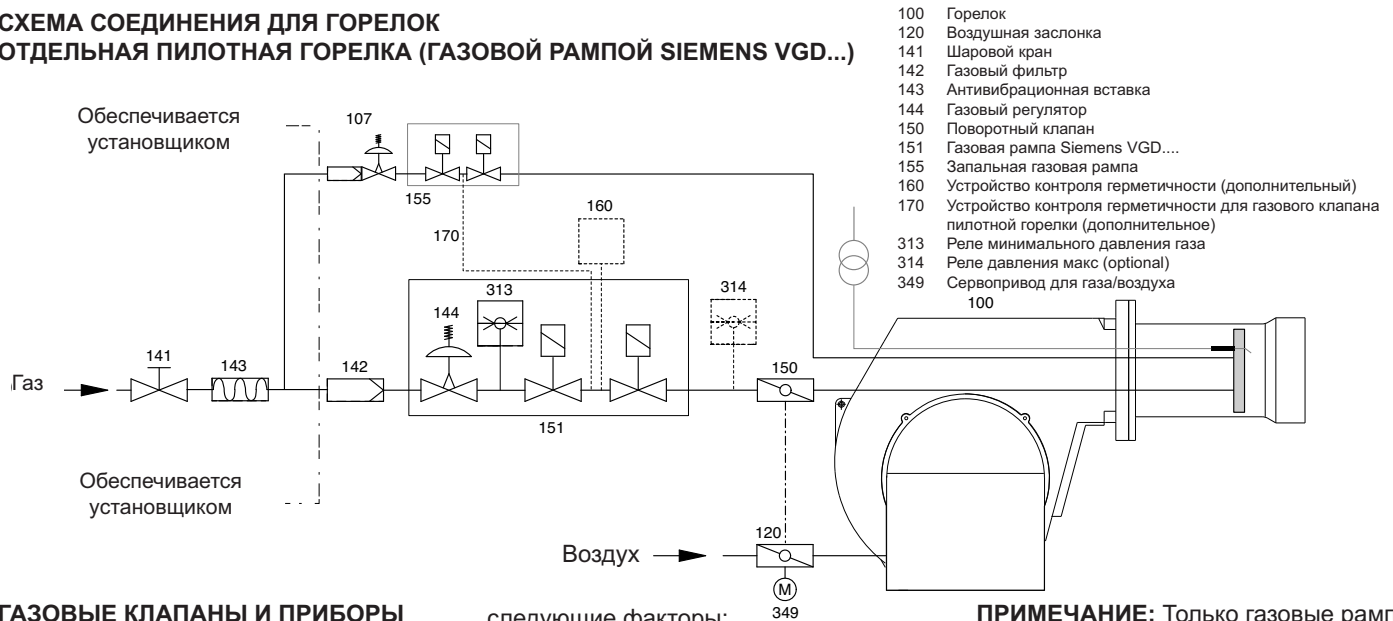 СХЕМА СОЕДИНЕНИЯ ДЛЯ ГОРЕЛОК
ОТДЕЛЬНАЯ ПИЛОТНАЯ ГОРЕЛКА (ГАЗОВОЙ РАМПОЙ SIEMENS VGD...)
100 Горелок
120 Воздушная заслонка
141 Шаровой кран
142 Газовый фильтр
143 Антивибрационная вставка
144 Газовый регулятор
150 Поворотный клапан
151 Газовая рампа Siemens VGD....
155 Запальная газовая рампа
160 Устройство контроля герметичности (дополнительный)
170 Устройство контроля герметичности для газового клапана
пилотной горелки (дополнительное)
313 Реле минимального давления газа
314 Реле давления макс (optional)
349 Сервопривод для газа/воздуха
Обеспечивается
установщиком
107
155
160
170
313
314
100
144
141
143
142
150
Газ
151
Обеспечивается
установщиком
120
Воздух
M
349
ГАЗОВЫЕ КЛАПАНЫ И ПРИБОРЫ
следующие факторы:
ПРИМЕЧАНИЕ: Только газовые рамп